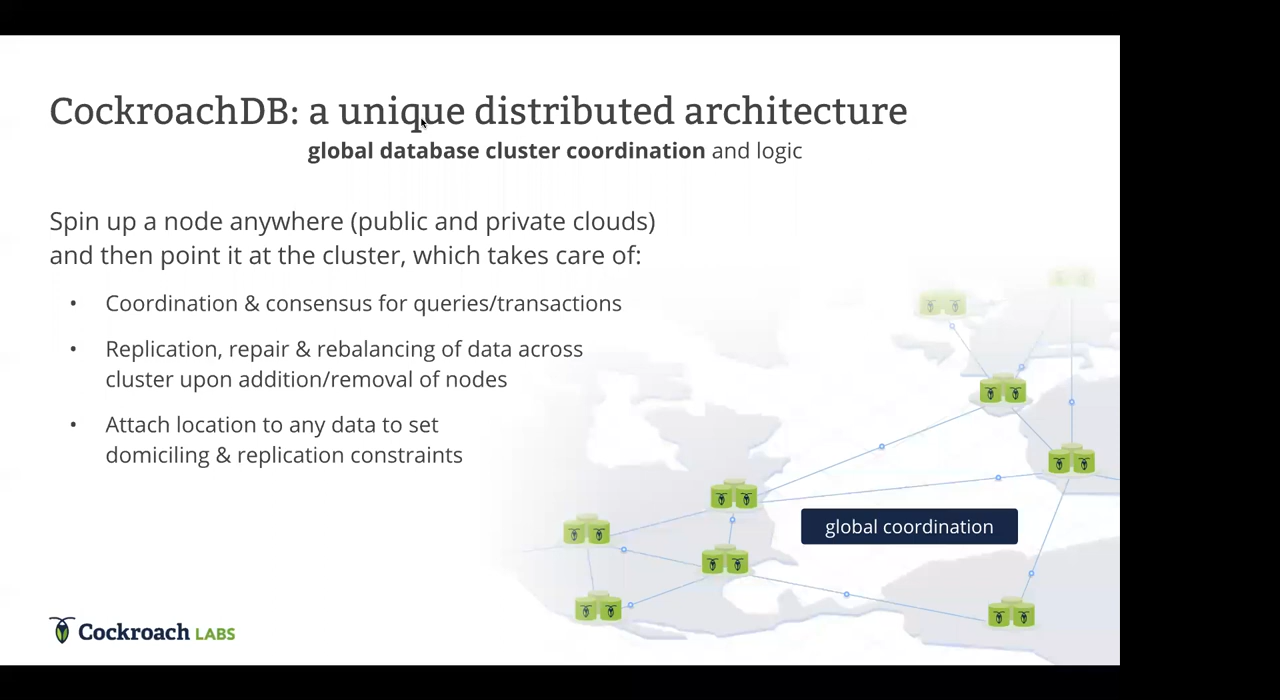 CockroachDB: a unique distributed architecture
global database cluster coordination and logic
Spin up a node anywhere (public and private clouds)
and then point it at the cluster, which takes care of:
• Coordination & consensus for queries/transactions
• Replication, repair & rebalancing of data across
cluster upon addition/removal of nodes
• Attach location to any data to set
domiciling & replication constraints
global coordination
Cockroach LABS